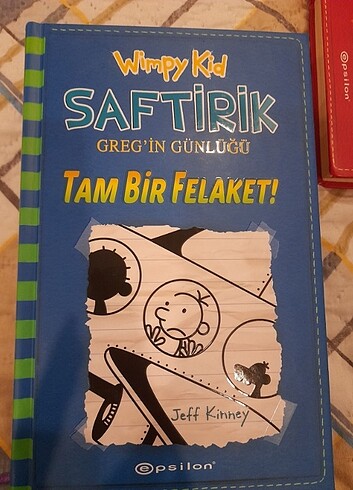 Wimpy Kid
SAFTİRİK
GREG'İN GÜNLÜĞÜ
TAM BİR FELAKET!
Jeff Kinney
epsilon
epsilon